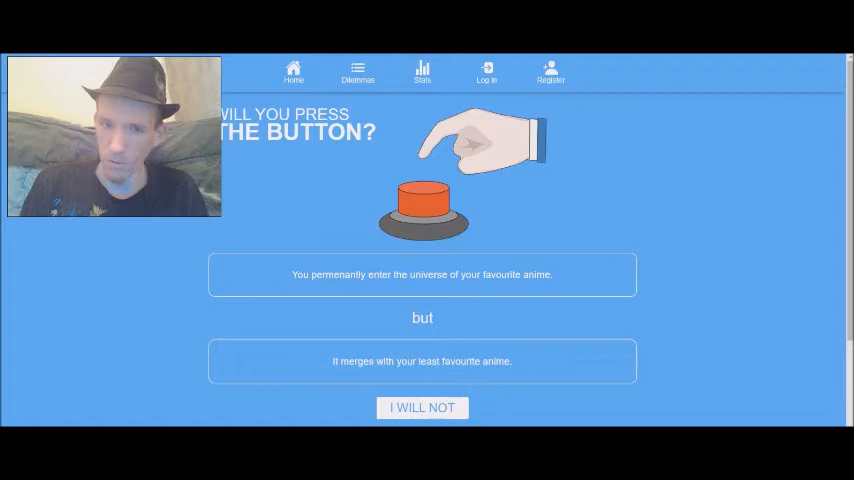 Home
Dilemmas
Stats
Log In
Register
WILL YOU PRESS
THE BUTTON?
You permenantly enter the universe of your favourite anime.
but
It merges with your least favourite anime.
I WILL NOT